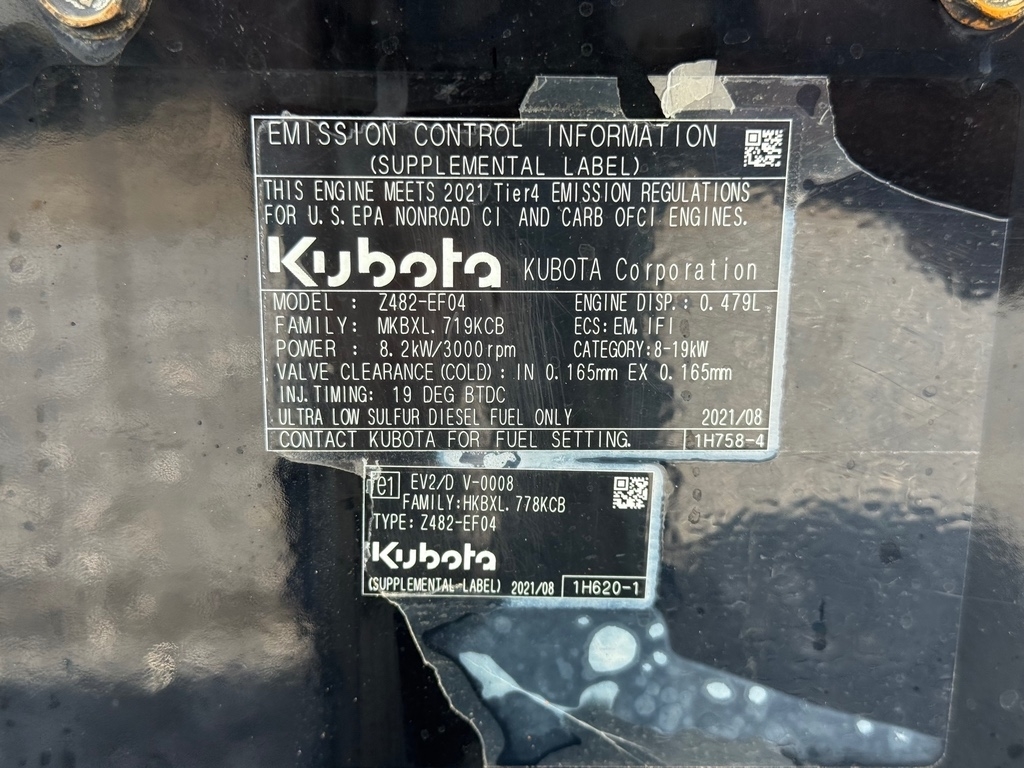 EMISSION CONTROL INFORMATION
(SUPPLEMENTAL LABEL)
THIS ENGINE MEETS 2021 Tier4 EMISSION REGULATIONS
FOR U.S.EPA NONROAD CI AND CARB OFCI ENGINES.
Kubota KUBOTA Corporation
MODEL : Z482-EF04 ENGINE DISP.: 0.479L
FAMILY: MKBXL.719KCB ECS:EM,IFI
POWER : 8.2kW/3000rpm CATEGORY:8-19kW
VALVE CLEARANCE(COLD): IN 0.165mm EX 0.165mm
INJ.TIMING: 19 DEG BTDC
ULTRA LOW SULFUR DIESEL FUEL ONLY 2021/08
CONTACT KUBOTA FOR FUEL SETTING. 1H758-4
e1 EV2/D V-0008
FAMILY:HKBXL.778KCB
TYPE: Z482-EF04
Kubota
(SUPPLEMENTAL-LABEL) 2021/08 1H620-1